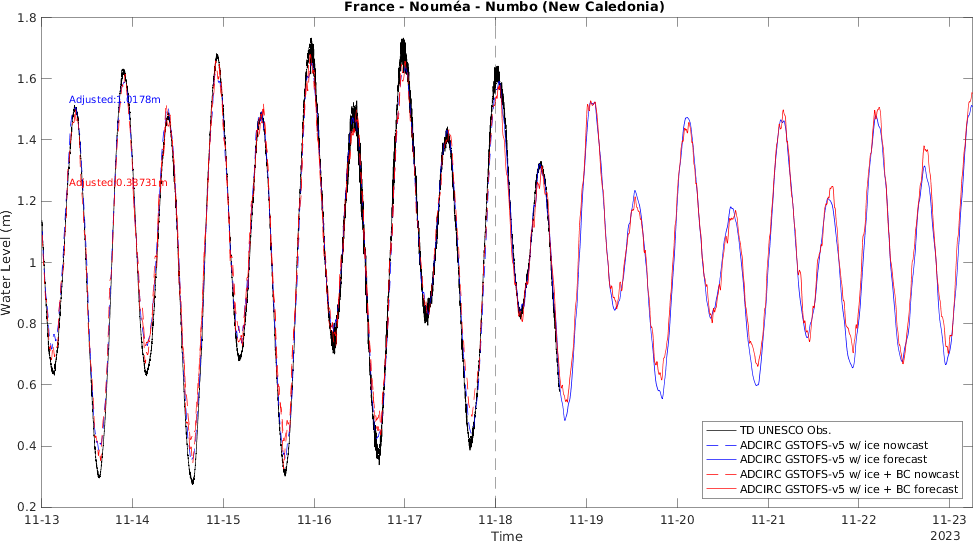 France - Nouméa - Numbo (New Caledonia)
1.8
1.6
1.4
1.2
1
0.8
0.6
0.4
0.2
Water Level (m)
Adjusted:1.0178m
Adjusted:0.38731m
TD UNESCO Obs.
ADCIRC GSTOFS-v5 w/ ice nowcast
ADCIRC GSTOFS-v5 w/ ice forecast
ADCIRC GSTOFS-v5 w/ ice + BC nowcast
ADCIRC GSTOFS-v5 w/ ice + BC forecast
11-13 11-14 11-15 11-16 11-17 11-18 11-19 11-20 11-21 11-22 11-23
Time
2023